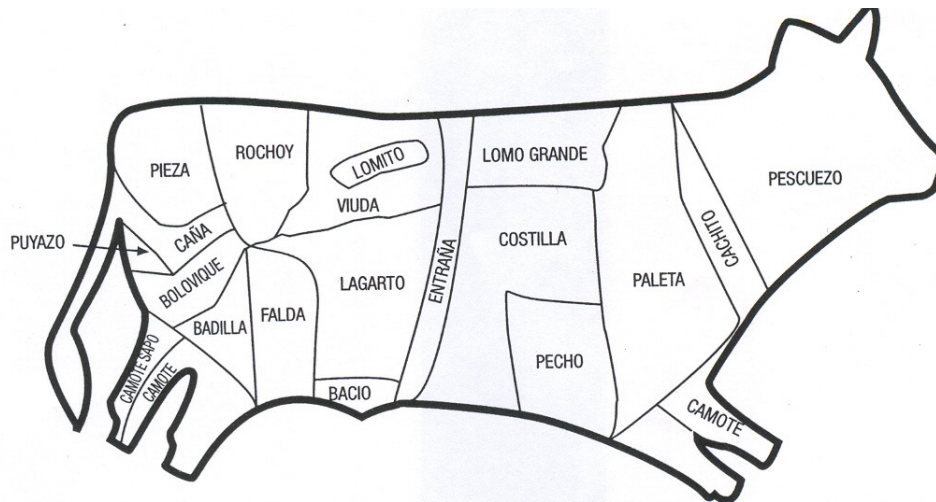 PIEZA
ROCHOY
LOMITO
VIUDA
LOMO GRANDE
PESCUEZO
PUYAZO
CAÑA
BOLOVIQUE
BADILLA
FALDA
LAGARTO
ENTRAÑA
COSTILLA
PALETA
CACHITO
PECHO
BACIO
CAMOTE SAPO
CAMOTE
CAMOTE